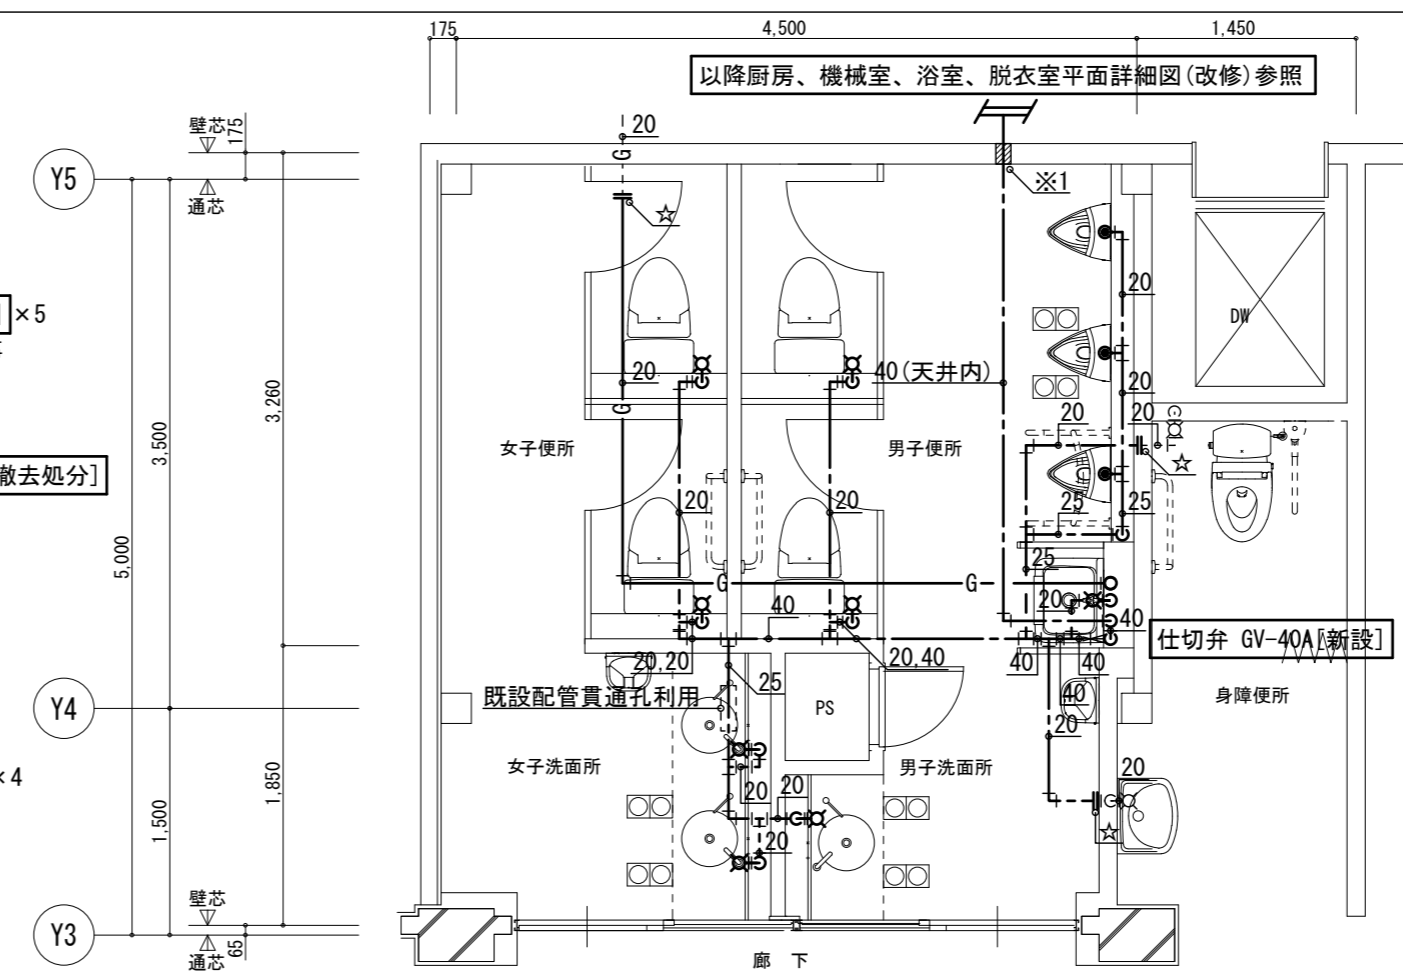 175
4,500
1,450
以降厨房、機械室、浴室、脱衣室平面詳細図(改修)参照
壁芯
175
Y5
通芯
20
G
※1
☆
×5
20
DW
3,260
20
40(天井内)
20
G
3,500
女子便所
男子便所
20
20
G
☆
撤去処分]
20
20
25
25
5,000
25
G
G
20
40
40
仕切弁 GV-40A[新設]
20,20
20,40
40
40
40
25
既設配管貫通孔利用
PS
身障便所
Y4
20
女子洗面所
男子洗面所
×4
1,850
20
20
20
1,500
20
☆
壁芯
Y3
65
通芯
廊 下